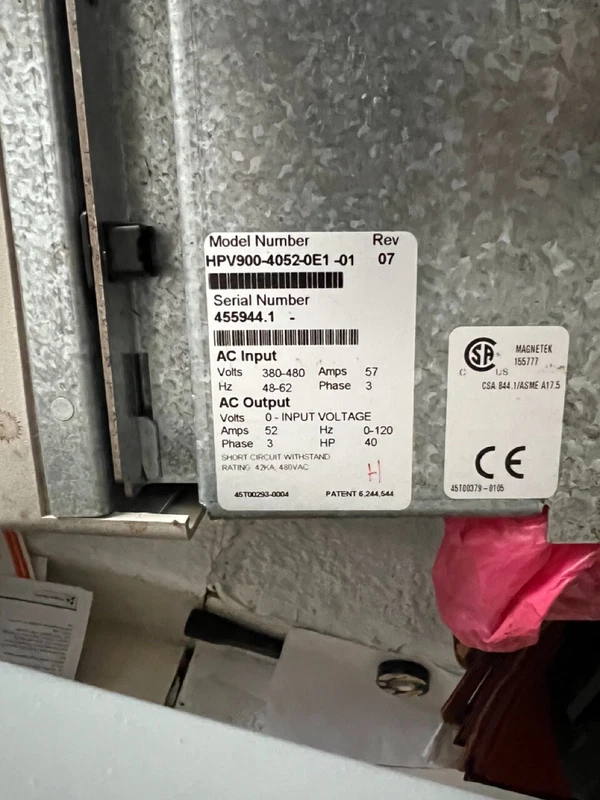 Model Number Rev
HPV900-4052-0E1 -01 07
Serial Number
455944.1 -
AC Input
Volts 380-480 Amps 57
Hz 48-62 Phase 3
AC Output
Volts 0 - INPUT VOLTAGE
Amps 52 Hz 0-120
Phase 3 HP 40
SHORT CIRCUIT WITHSTAND
RATING: 42KA, 480VAC
H
45T00293-0004 PATENT 6,244,544
SA
C US
MAGNETEK
155777
CSA 844.1/ASME A17.5
CE
45T00379-0105